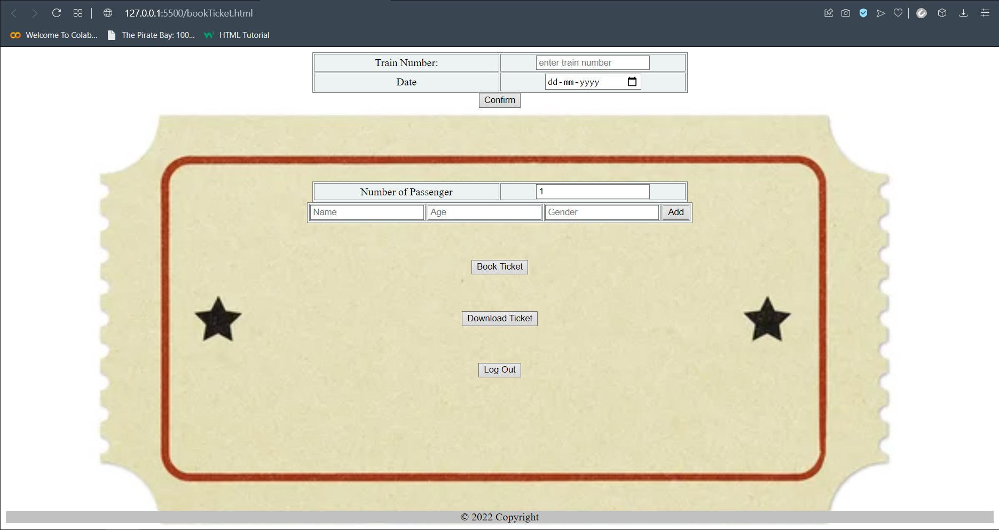 127.0.0.1:5500/bookTicket.html
Welcome To Colab... The Pirate Bay: 100... HTML Tutorial
Train Number: enter train number
Date dd-mm-yyyy
Confirm
Number of Passenger 1
Name Age Gender Add
Book Ticket
Download Ticket
Log Out
© 2022 Copyright